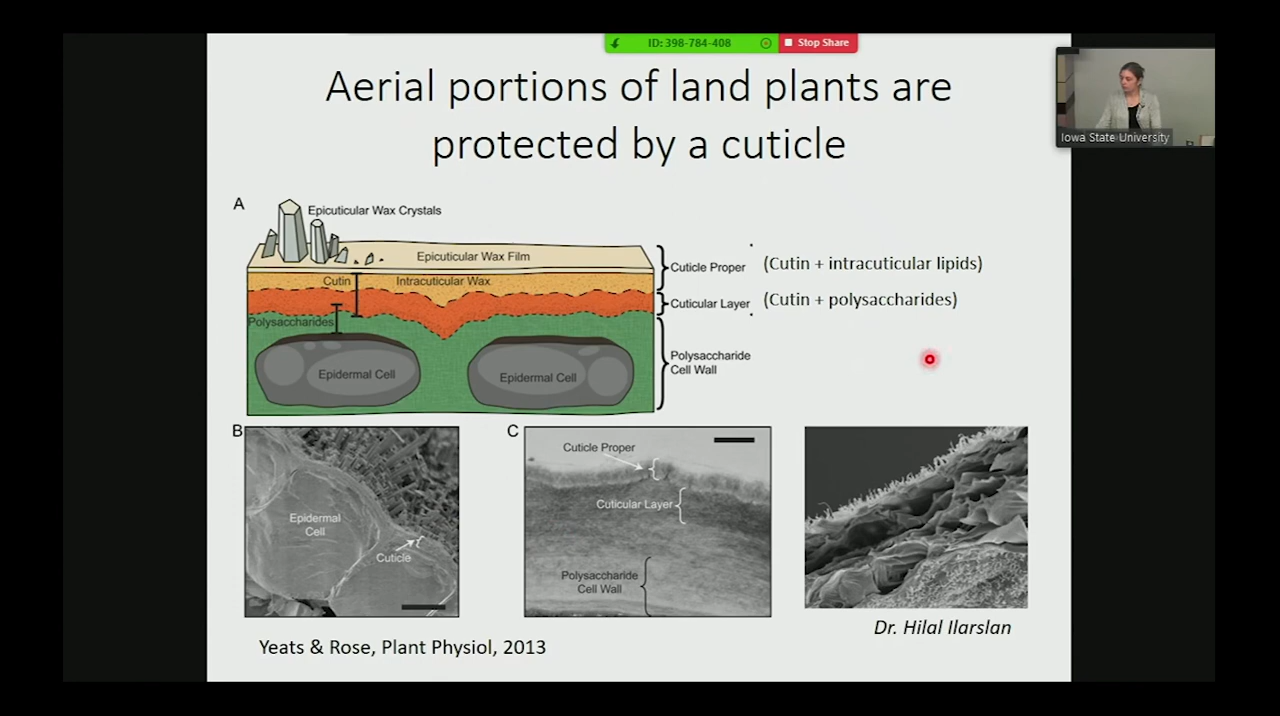 ID: 398-784-408
Stop Share
Aerial portions of land plants are
protected by a cuticle
Iowa State University
A
Epicuticular Wax Crystals
Epicuticular Wax Film
Cutin
Intracuticular Wax
Polysaccharides
Epidermal Cell
Epidermal Cell
Cuticle Proper
(Cutin + intracuticular lipids)
Cuticular Layer
(Cutin + polysaccharides)
Polysaccharide
Cell Wall
B
Epidermal
Cell
Cuticle
C
Cuticle Proper
Cuticular Layer
Polysaccharide
Cell Wall
Dr. Hilal Ilarslan
Yeats & Rose, Plant Physiol, 2013